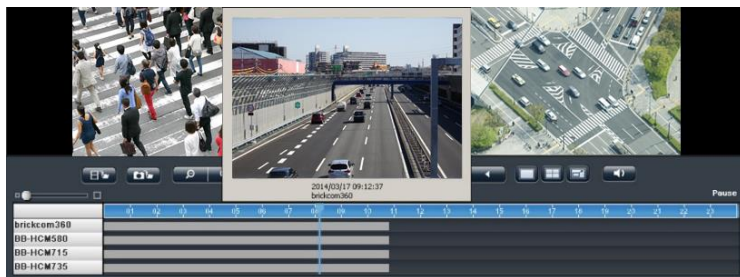 2014/03/17 09:12:37
brickcom360
Pause
01 02 03 04 05 06 07 08 09 10 11 12 13 14 15 16 17 18 19 20 21 22 23
brickcom360
BB-HCM580
BB-HCM715
BB-HCM735